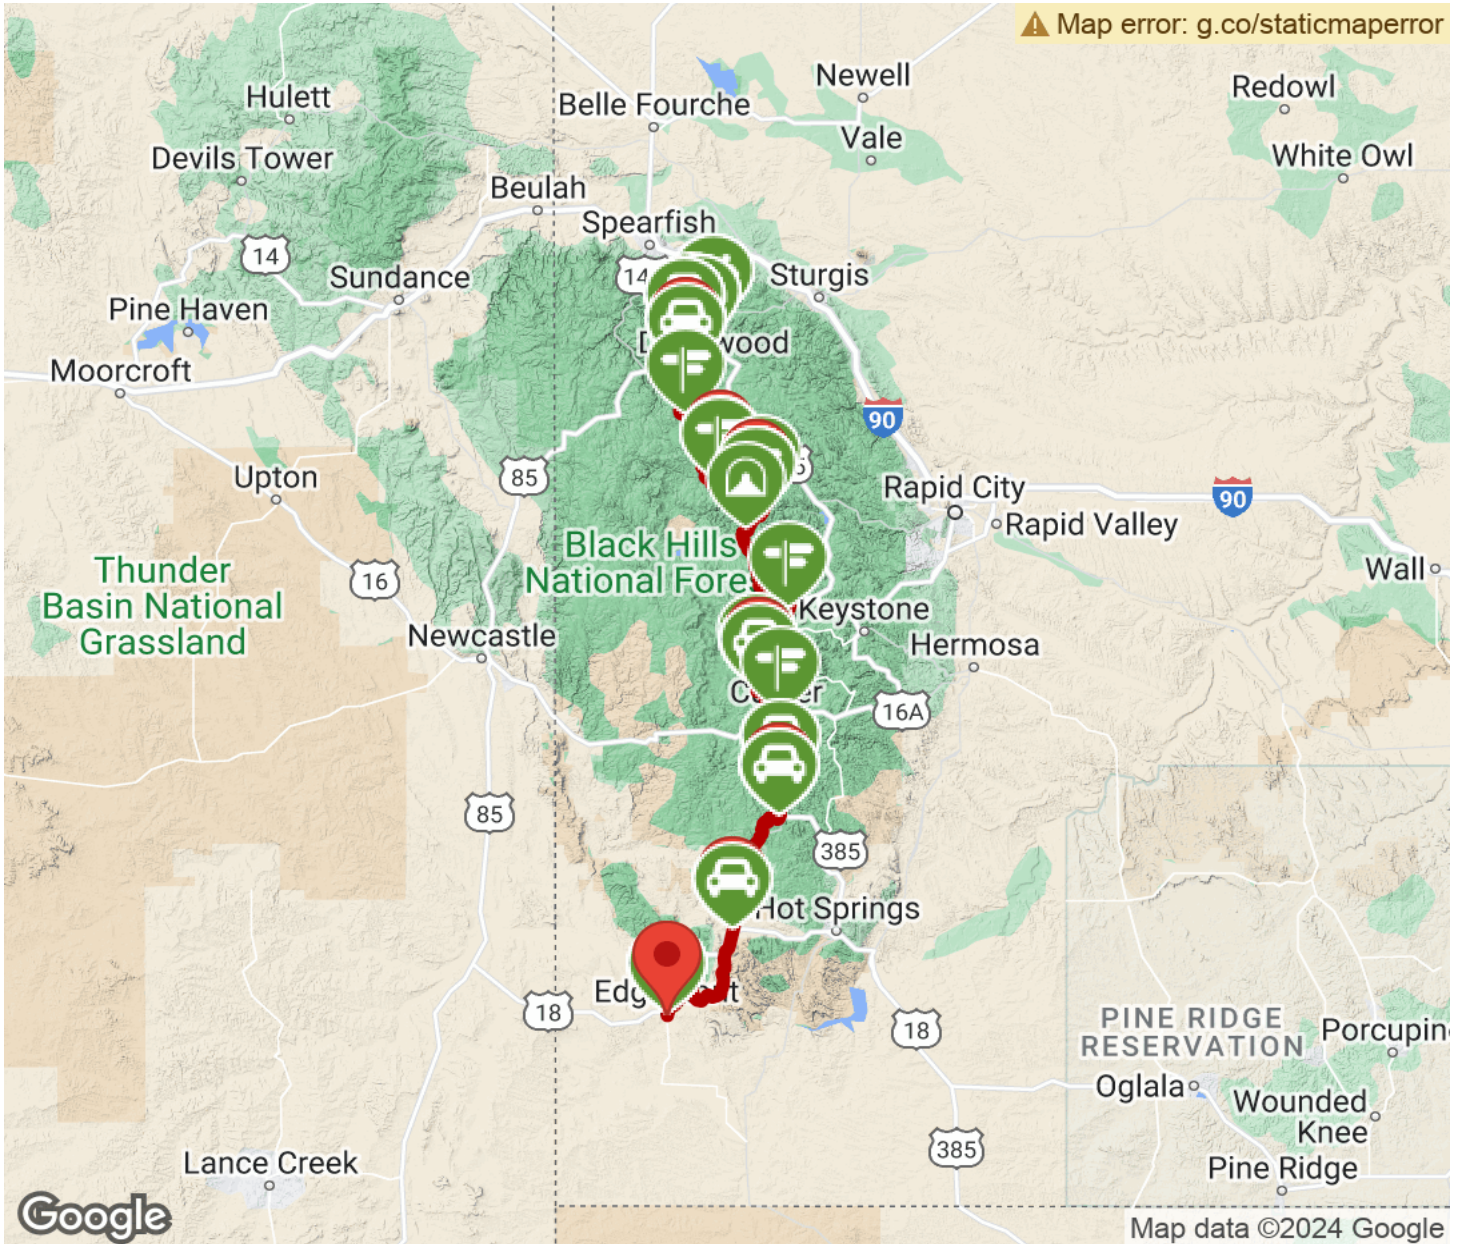 Map error: g.co/staticmaperror
Newell
Redowl
Hulett
Belle Fourche
Vale
White Owl
Devils Tower
Beulah
Spearfish
14
14
Sundance
Sturgis
Pine Haven
Moorcroft
90
85
Upton
Rapid City
90
Rapid Valley
Black Hills
Thunder
Basin National
Grassland
16
Wall
Keystone
Newcastle
Hermosa
16A
85
385
Hot Springs
18
18
PINE RIDGE
RESERVATION
Porcupin
Oglala
Wounded
Knee
385
Lance Creek
Pine Ridge
Google
Map data ©2024 Google